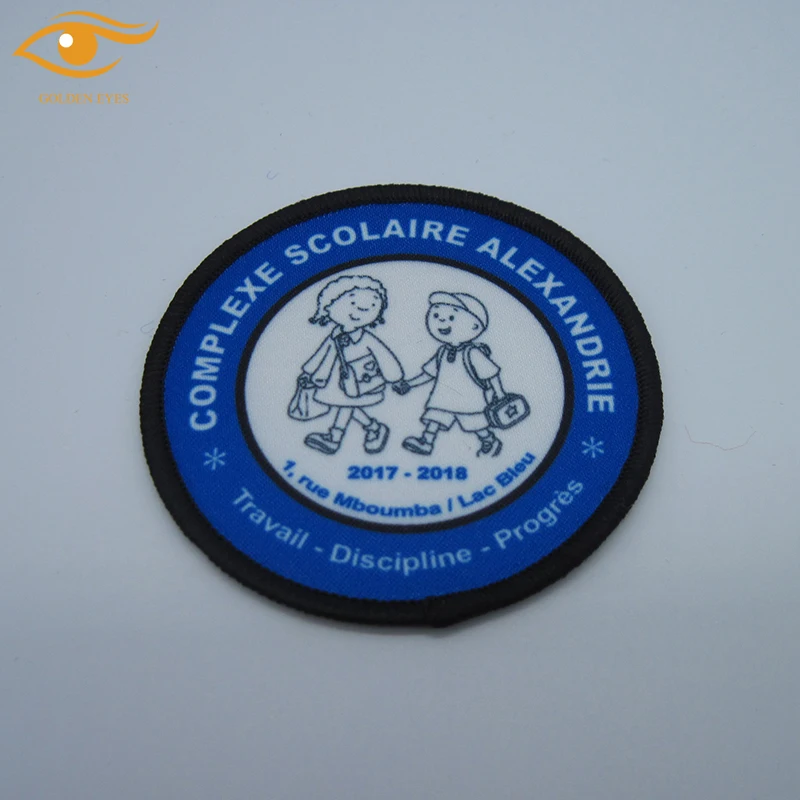 GOLDEN EYES
COMPLEXE SCOLAIRE ALEXANDRIE
2017 - 2018
1, rue Mboumba / Lac Bleu
* Travail - Discipline - Progrès *